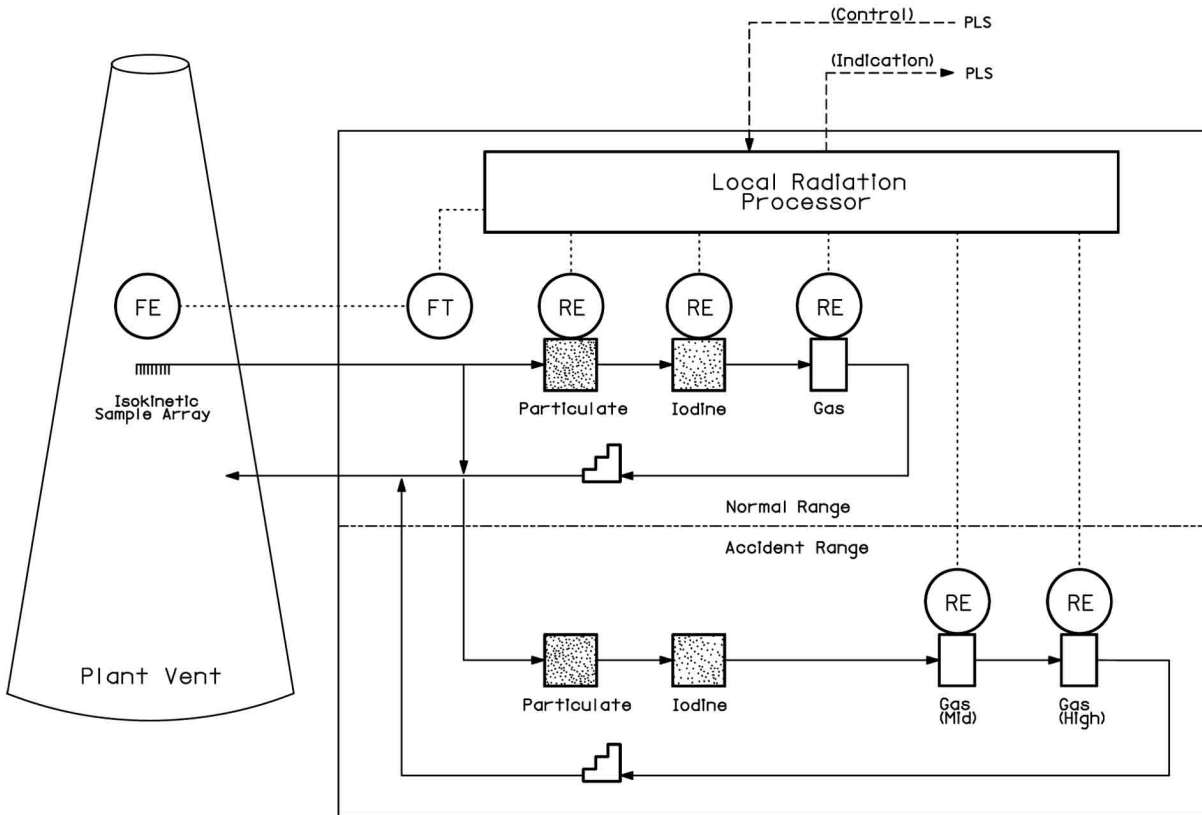 (Control)
PLS
(Indication)
PLS
Local Radiation
Processor
FE
FT
RE
RE
RE
Isokinetic
Sample Array
Particulate
Iodine
Gas
Normal Range
Accident Range
RE
RE
Plant Vent
Particulate
Iodine
Gas
(Mid)
Gas
(High)